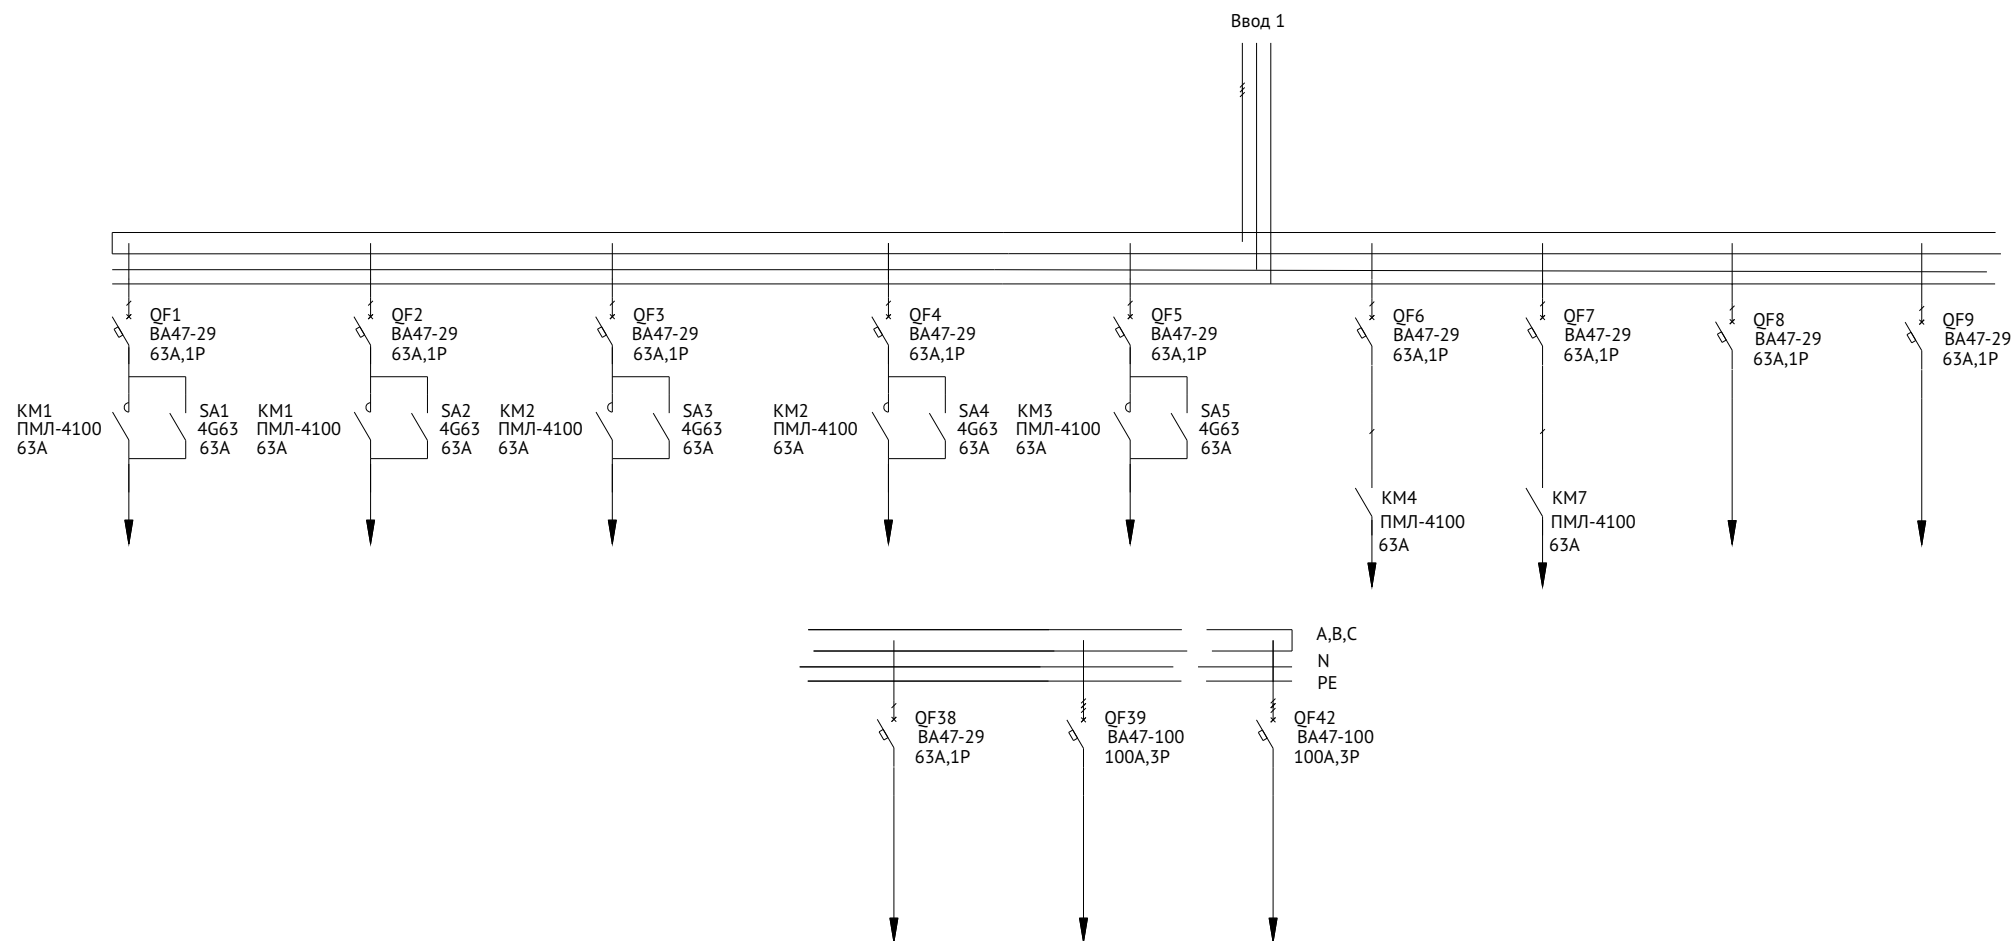 Ввод 1
QF1
ВА47-29
63А,1Р
QF2
ВА47-29
63А,1Р
QF3
ВА47-29
63А,1Р
QF4
ВА47-29
63А,1Р
QF5
ВА47-29
63А,1Р
QF6
ВА47-29
63А,1Р
QF7
ВА47-29
63А,1Р
QF8
ВА47-29
63А,1Р
QF9
ВА47-29
63А,1Р
КМ1
ПМЛ-4100
63А
SA1
4G63
63А
КМ1
ПМЛ-4100
63А
SA2
4G63
63А
КМ2
ПМЛ-4100
63А
SA3
4G63
63А
КМ2
ПМЛ-4100
63А
SA4
4G63
63А
КМ3
ПМЛ-4100
63А
SA5
4G63
63А
КМ4
ПМЛ-4100
63А
КМ7
ПМЛ-4100
63А
А,В,С
N
PE
QF38
ВА47-29
63А,1Р
QF39
ВА47-100
100А,3Р
QF42
ВА47-100
100А,3Р